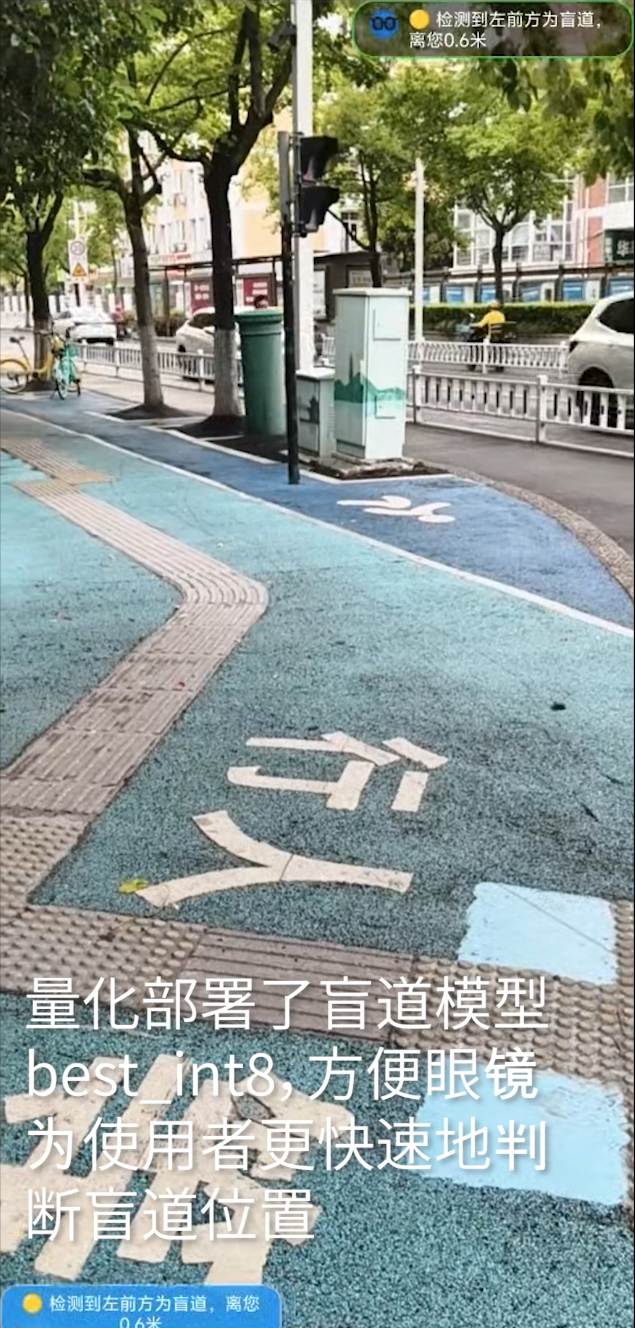 检测到左前方为盲道，
离您0.6米
行
人
量化部署了盲道模型
best_int8，方便眼镜
为使用者更快速地判
断盲道位置
检测到左前方为盲道，离您
0.6米